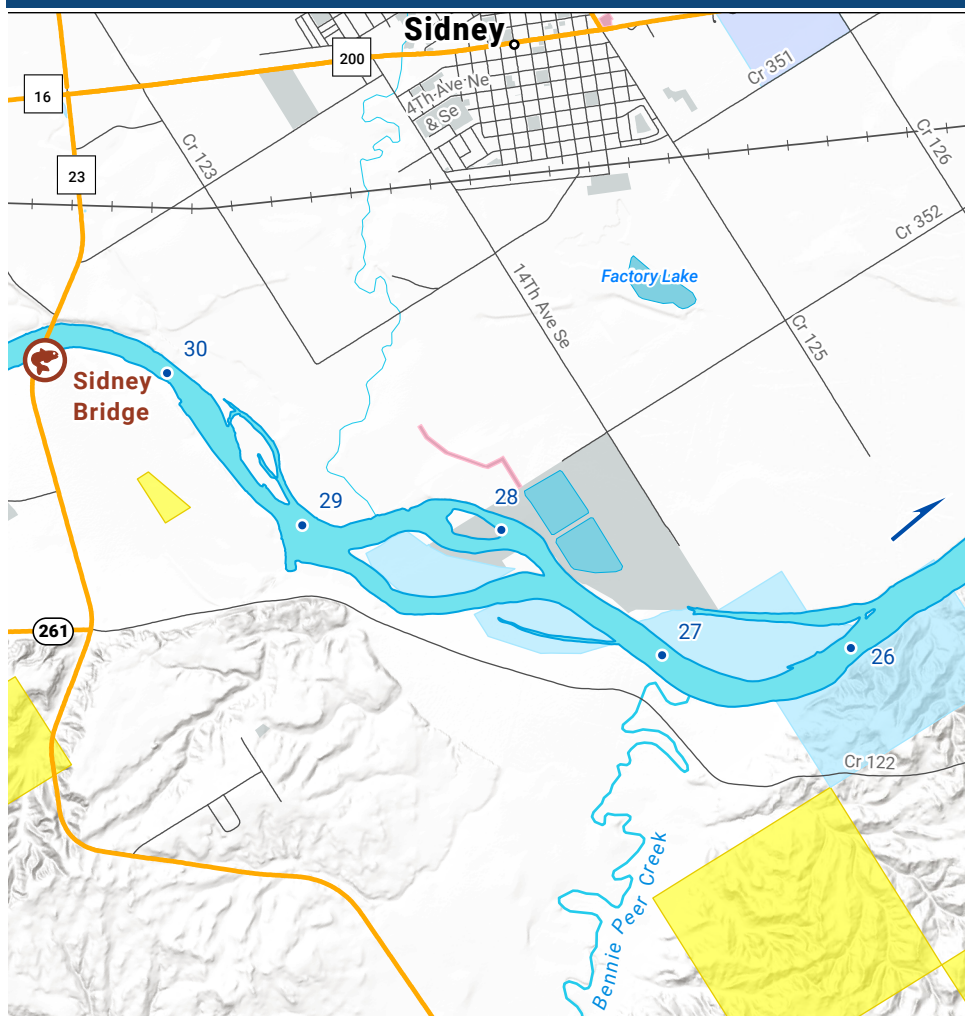 Sidney
200
16
4Th Ave Ne
& Se
Cr 351
Cr 123
Cr 126
23
Cr 352
Factory Lake
14Th Ave Se
Cr 125
30
Sidney
Bridge
29
28
27
26
261
Cr 122
Bennie Peer Creek